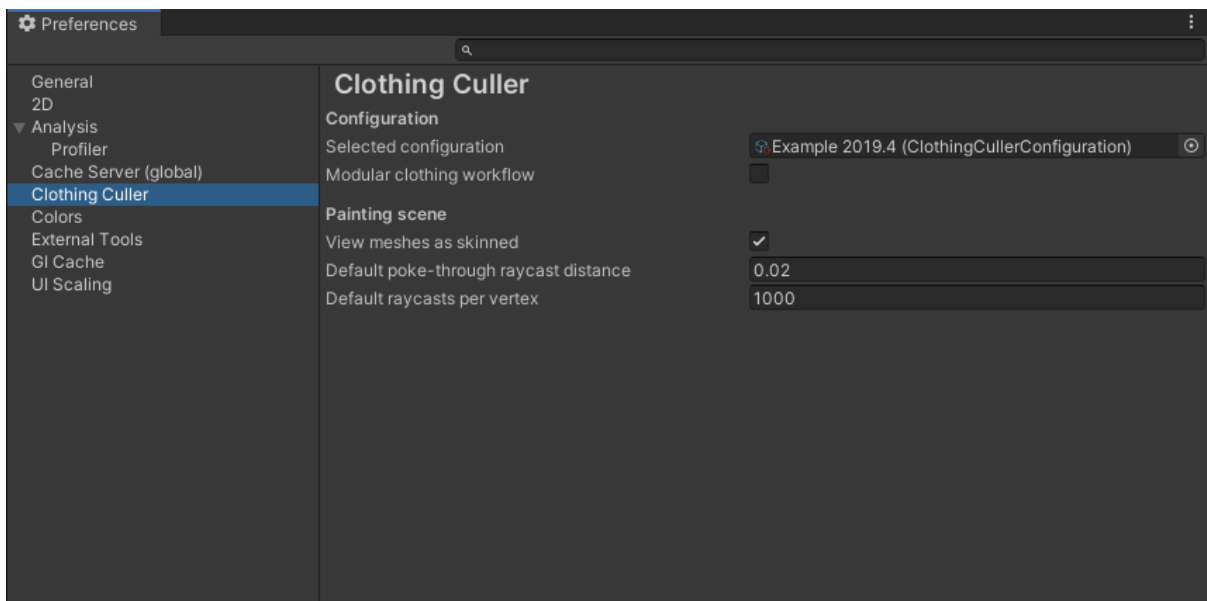 Preferences
General
2D
Analysis
Profiler
Cache Server (global)
Clothing Culler
Colors
External Tools
GI Cache
UI Scaling
Clothing Culler
Configuration
Selected configuration Example 2019.4 (ClothingCullerConfiguration)
Modular clothing workflow
Painting scene
View meshes as skinned
Default poke-through raycast distance 0.02
Default raycasts per vertex 1000